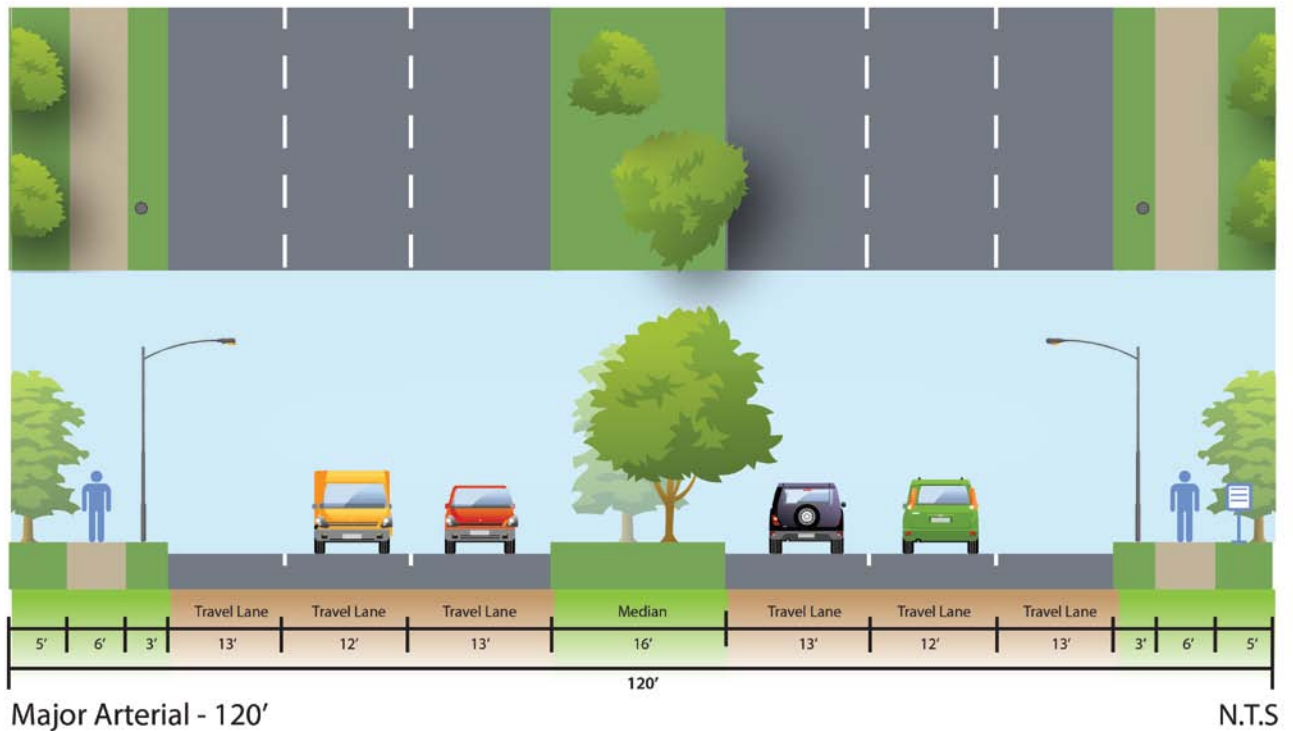 Travel Lane Travel Lane Travel Lane Median Travel Lane Travel Lane Travel Lane
5' 6' 3' 13' 12' 13' 16' 13' 12' 13' 3' 6' 5'
120'
Major Arterial - 120' N.T.S